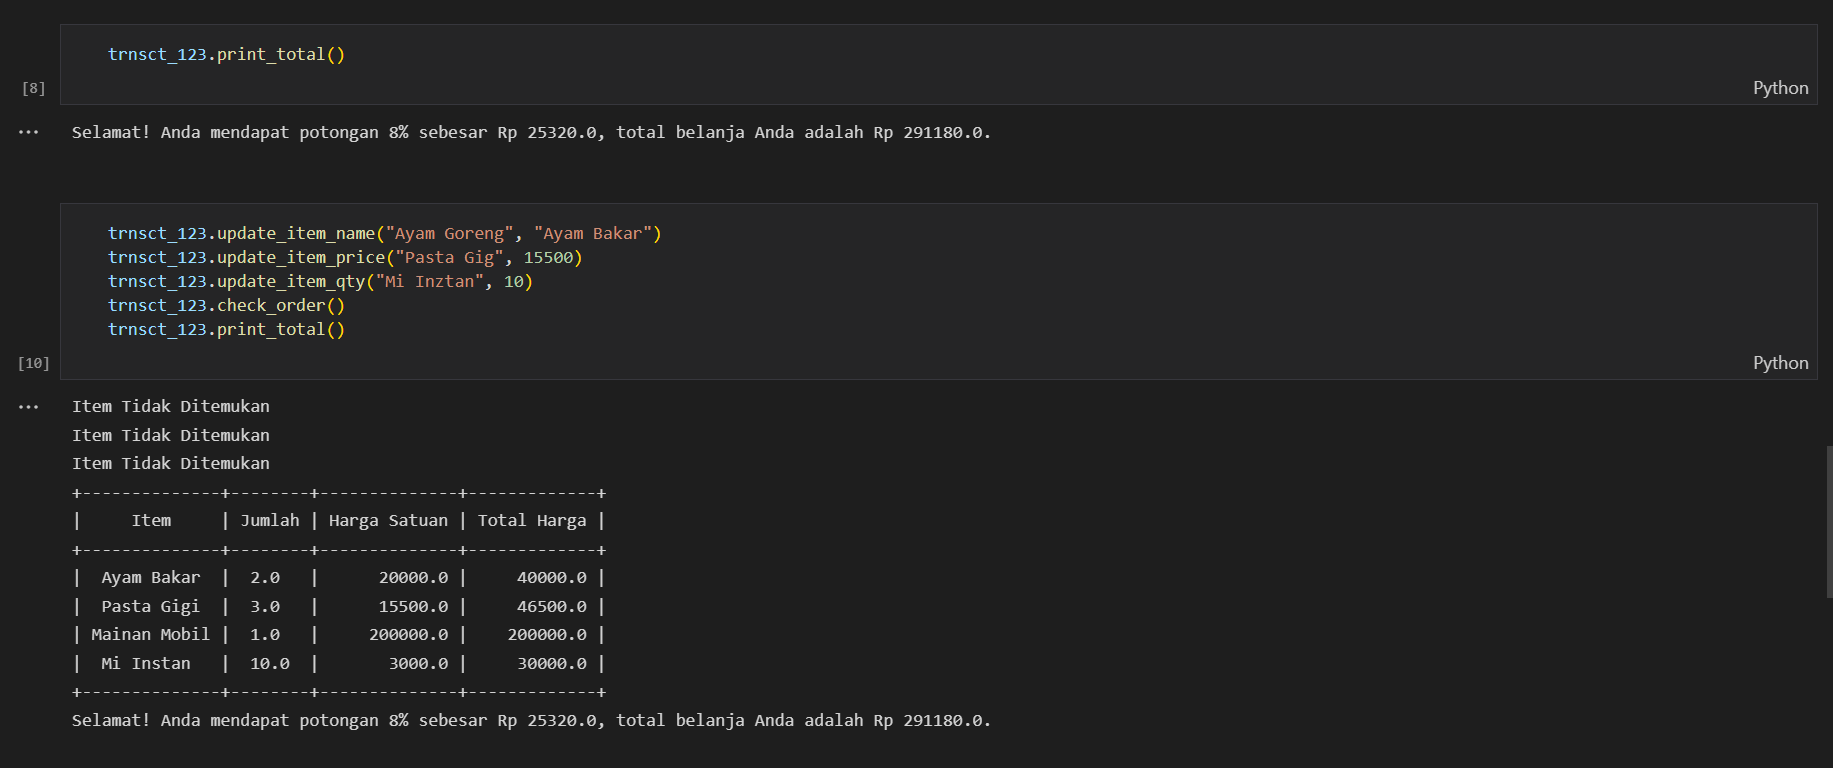 trnsct_123.print_total()
[8]
Python
Selamat! Anda mendapat potongan 8% sebesar Rp 25320.0, total belanja Anda adalah Rp 291180.0.
trnsct_123.update_item_name("Ayam Goreng", "Ayam Bakar")
trnsct_123.update_item_price("Pasta Gig", 15500)
trnsct_123.update_item_qty("Mi Inztan", 10)
trnsct_123.check_order()
trnsct_123.print_total()
[10]
Python
Item Tidak Ditemukan
Item Tidak Ditemukan
Item Tidak Ditemukan
+--------------+--------+--------------+-------------+
|     Item     | Jumlah | Harga Satuan | Total Harga |
+--------------+--------+--------------+-------------+
|  Ayam Bakar  |  2.0   |      20000.0 |     40000.0 |
|  Pasta Gigi  |  3.0   |      15500.0 |     46500.0 |
| Mainan Mobil |  1.0   |     200000.0 |    200000.0 |
|  Mi Instan   |  10.0  |       3000.0 |     30000.0 |
+--------------+--------+--------------+-------------+
Selamat! Anda mendapat potongan 8% sebesar Rp 25320.0, total belanja Anda adalah Rp 291180.0.